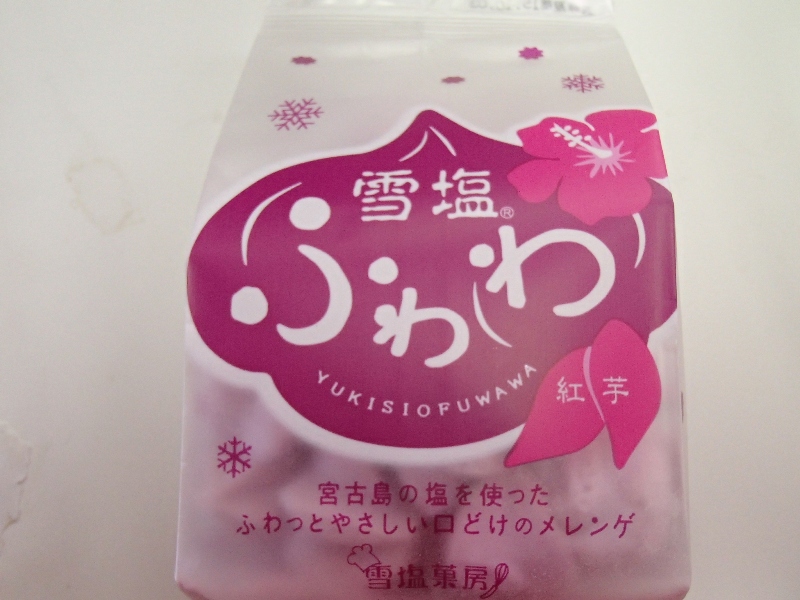 雪塩®
ふわわ
YUKISIOFUWAWA
紅芋
宮古島の塩を使った
ふわっとやさしい口どけのメレンゲ
雪塩菓房